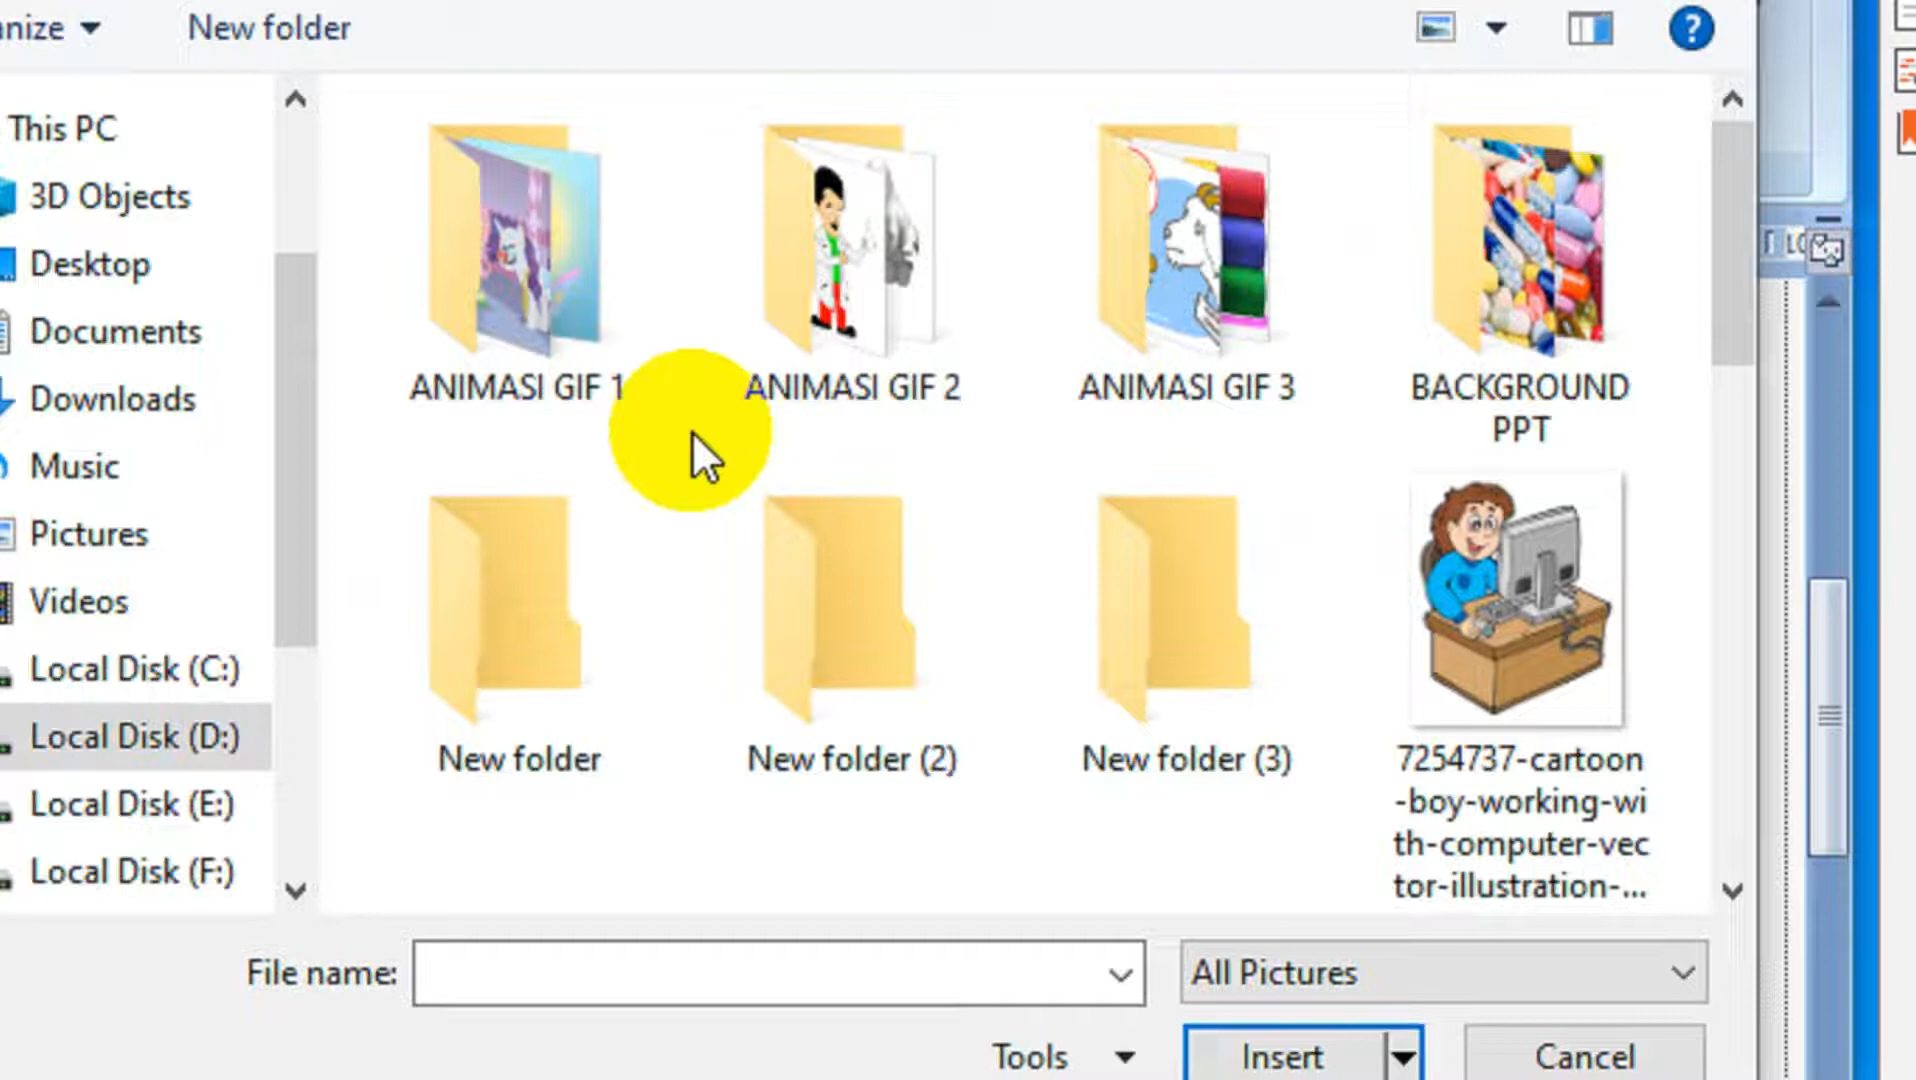 New folder
This PC
3D Objects
Desktop
Documents
Downloads
Music
Pictures
Videos
Local Disk (C:)
Local Disk (D:)
Local Disk (E:)
Local Disk (F:)
ANIMASI GIF 1
ANIMASI GIF 2
ANIMASI GIF 3
BACKGROUND
PPT
New folder
New folder (2)
New folder (3)
7254737-cartoon
-boy-working-wi
th-computer-vec
tor-illustration-...
File name:
All Pictures
Tools
Insert
Cancel